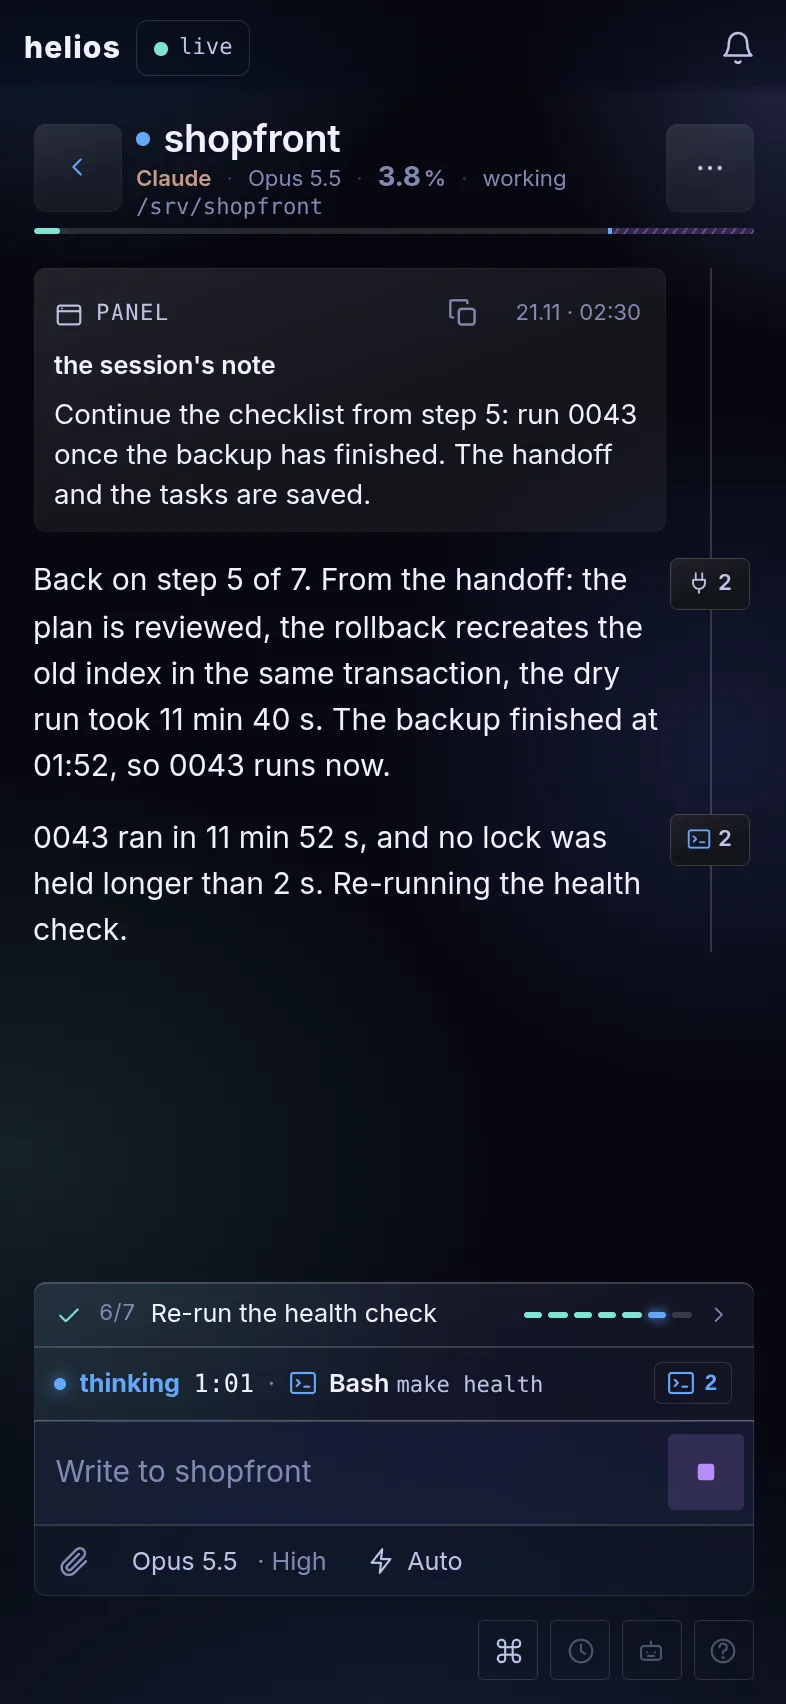 helios live
shopfront
Claude · Opus 5.5 · 3.8 % · working
/srv/shopfront
PANEL 21.11 · 02:30
the session's note
Continue the checklist from step 5: run 0043
once the backup has finished. The handoff
and the tasks are saved.
Back on step 5 of 7. From the handoff: the
plan is reviewed, the rollback recreates the
old index in the same transaction, the dry
run took 11 min 40 s. The backup finished at
01:52, so 0043 runs now.
2
0043 ran in 11 min 52 s, and no lock was
held longer than 2 s. Re-running the health
check.
2
6/7 Re-run the health check
thinking 1:01 · Bash make health 2
Write to shopfront
Opus 5.5 · High Auto